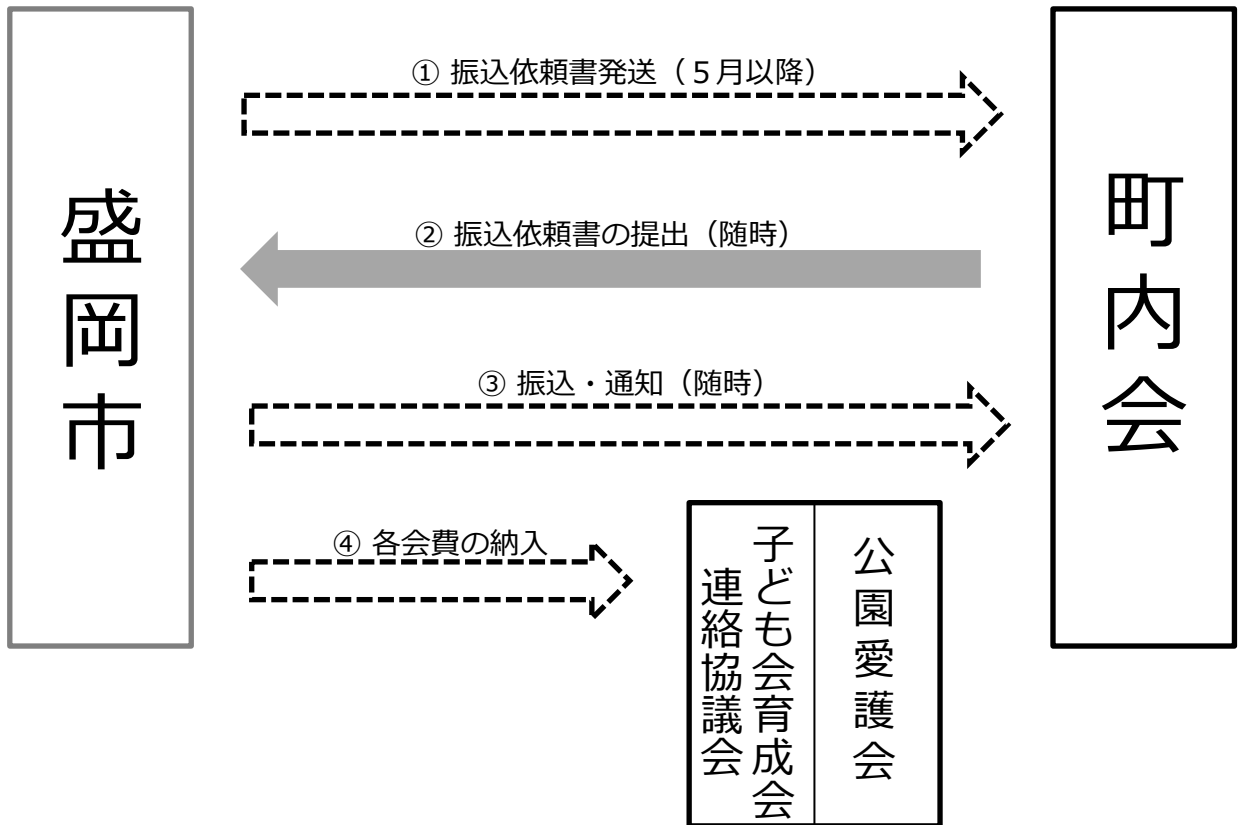 盛岡市
① 振込依頼書発送（５月以降）
② 振込依頼書の提出（随時）
③ 振込・通知（随時）
④ 各会費の納入
町内会
子ども会育成会
連絡協議会
公園愛護会